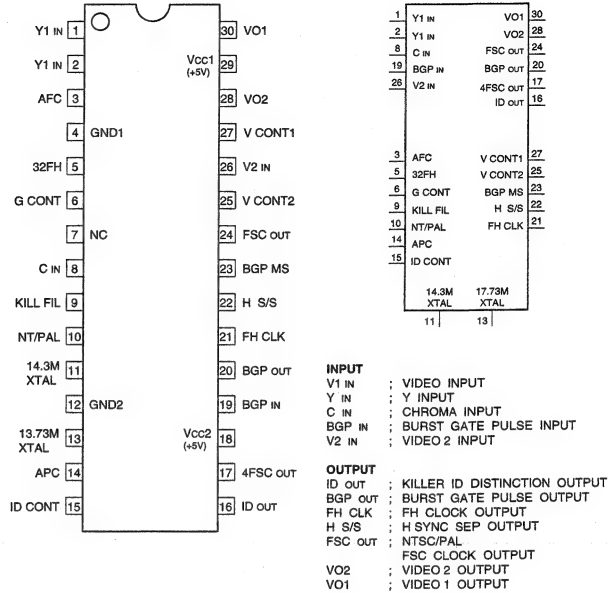 Y1 IN 1
Y1 IN 2
AFC 3
4 GND1
32FH 5
G CONT 6
7 NC
C IN 8
KILL FIL 9
NT/PAL 10
14.3M 11
XTAL
12 GND2
13.73M 13
XTAL
APC 14
ID CONT 15
30 VO1
Vcc1 29
(+5V)
28 VO2
27 V CONT1
26 V2 IN
25 V CONT2
24 FSC OUT
23 BGP MS
22 H S/S
21 FH CLK
20 BGP OUT
19 BGP IN
Vcc2 18
(+5V)
17 4FSC OUT
16 ID OUT
1 Y1 IN
2 Y1 IN
8 C IN
19 BGP IN
26 V2 IN
VO1 30
VO2 28
FSC OUT 24
BGP OUT 20
4FSC OUT 17
ID OUT 16
3 AFC
5 32FH
6 G CONT
9 KILL FIL
10 NT/PAL
14 APC
15 ID CONT
V CONT1 27
V CONT2 25
BGP MS 23
H S/S 22
FH CLK 21
14.3M 17.73M
XTAL XTAL
11 13
INPUT
V1 IN ; VIDEO INPUT
Y IN ; Y INPUT
C IN ; CHROMA INPUT
BGP IN ; BURST GATE PULSE INPUT
V2 IN ; VIDEO 2 INPUT
OUTPUT
ID OUT ; KILLER ID DISTINCTION OUTPUT
BGP OUT ; BURST GATE PULSE OUTPUT
FH CLK ; FH CLOCK OUTPUT
H S/S ; H SYNC SEP OUTPUT
FSC OUT ; NTSC/PAL
FSC CLOCK OUTPUT
VO2 ; VIDEO 2 OUTPUT
VO1 ; VIDEO 1 OUTPUT